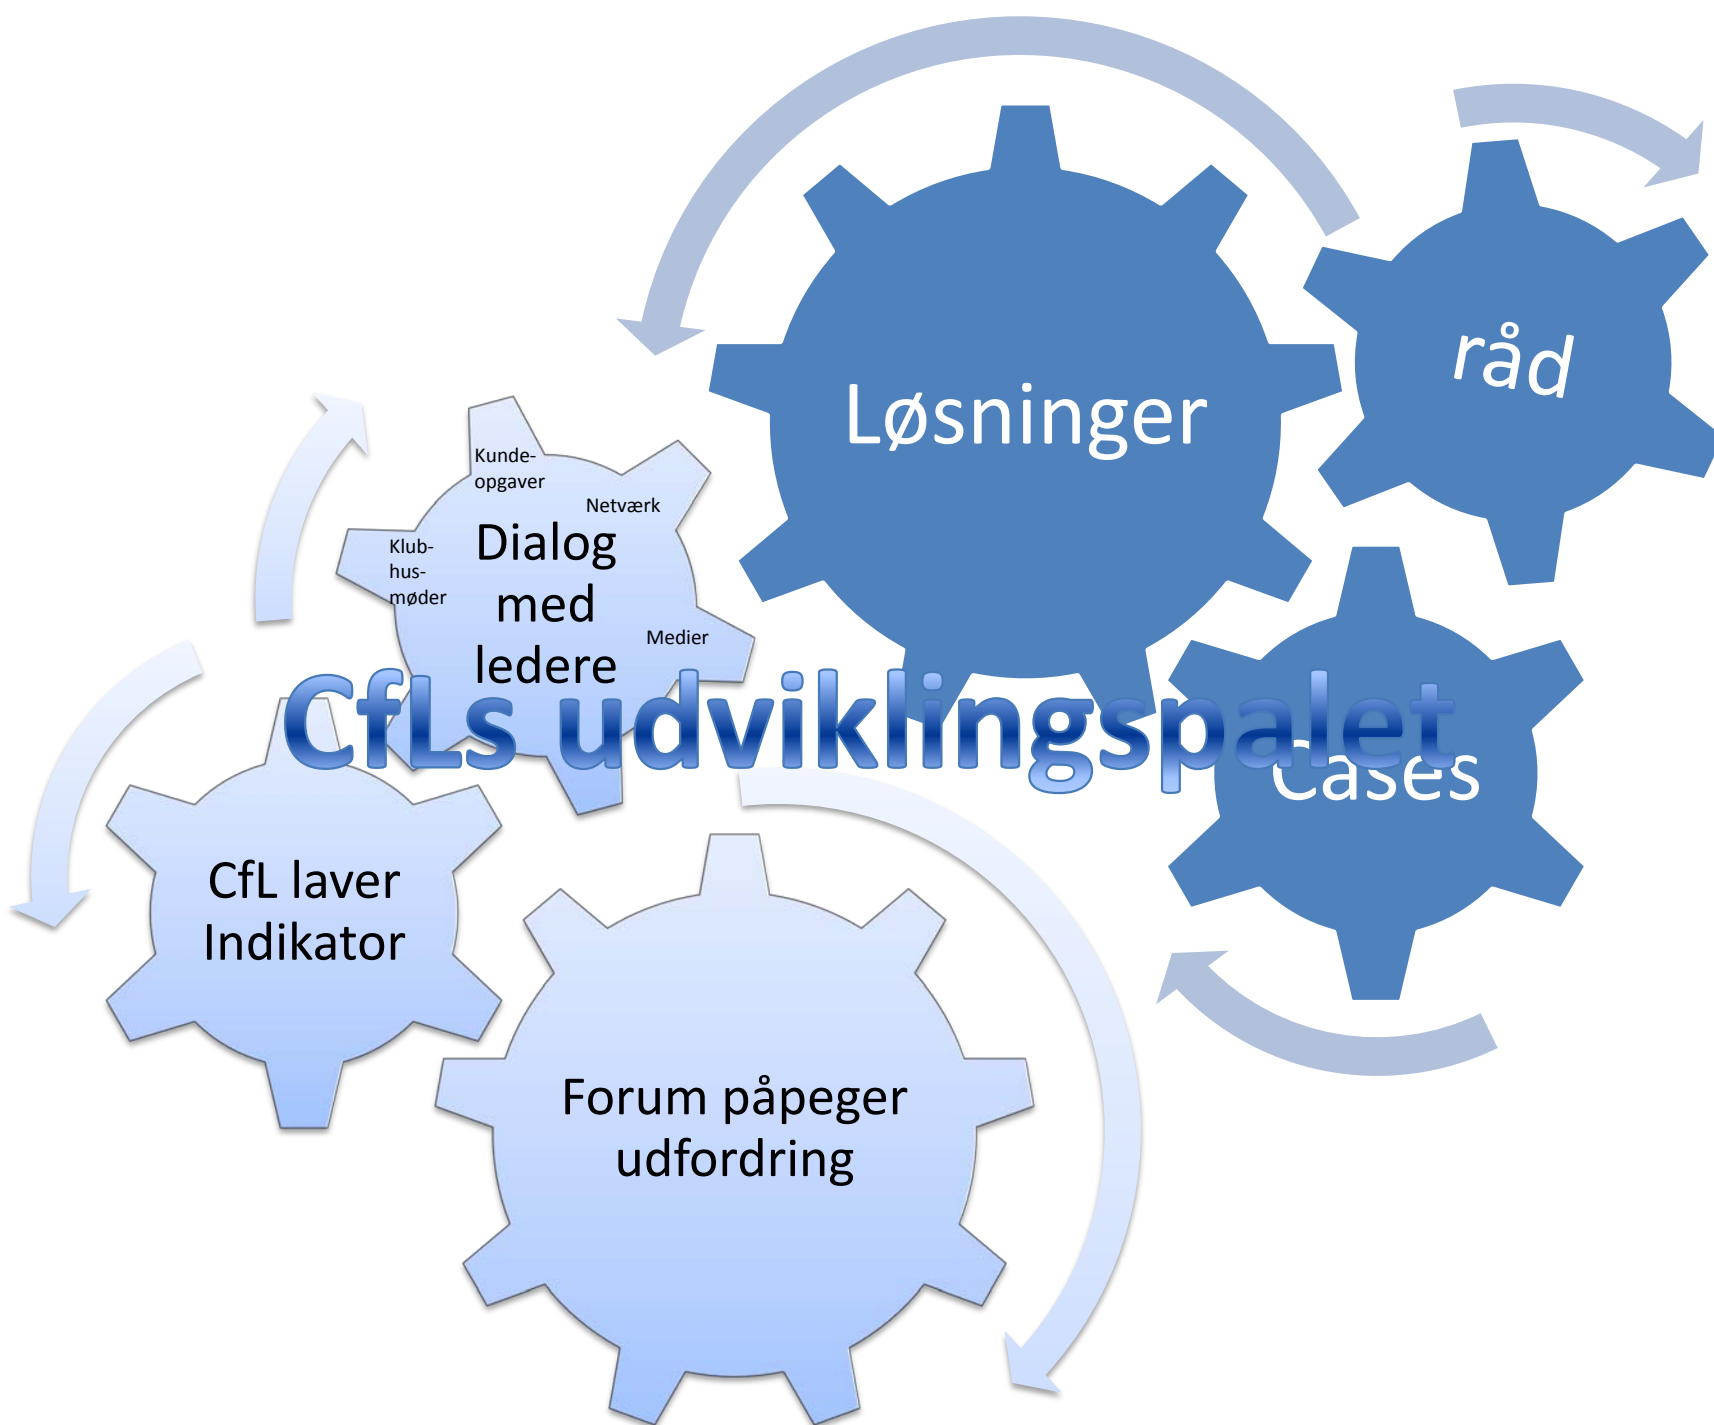 Løsninger
råd
Kunde-
opgaver
Netværk
Klub-
hus-
møder
Medier
Dialog
med
ledere
CfLs udviklingspalet
Cases
CfL laver
Indikator
Forum påpeger
udfordring